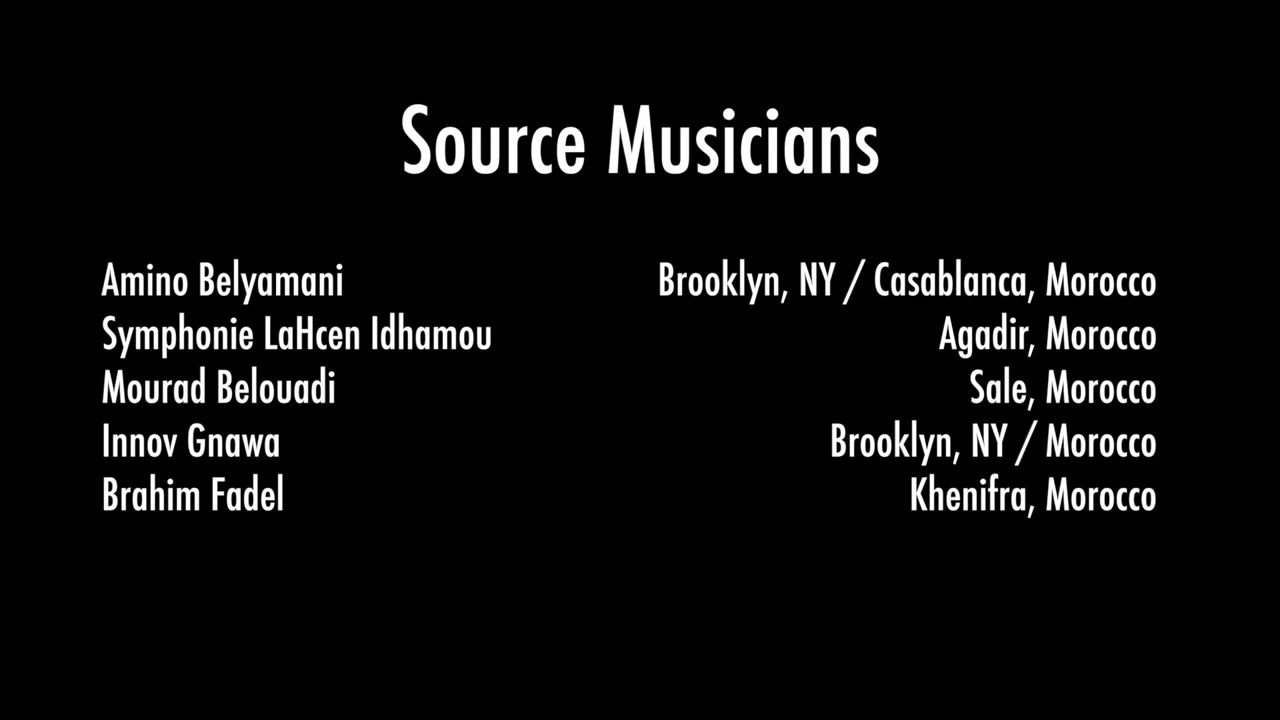 Source Musicians
Amino Belyamani Brooklyn, NY / Casablanca, Morocco
Symphonie LaHcen Idhamou Agadir, Morocco
Mourad Belouadi Sale, Morocco
Innov Gnawa Brooklyn, NY / Morocco
Brahim Fadel Khenifra, Morocco